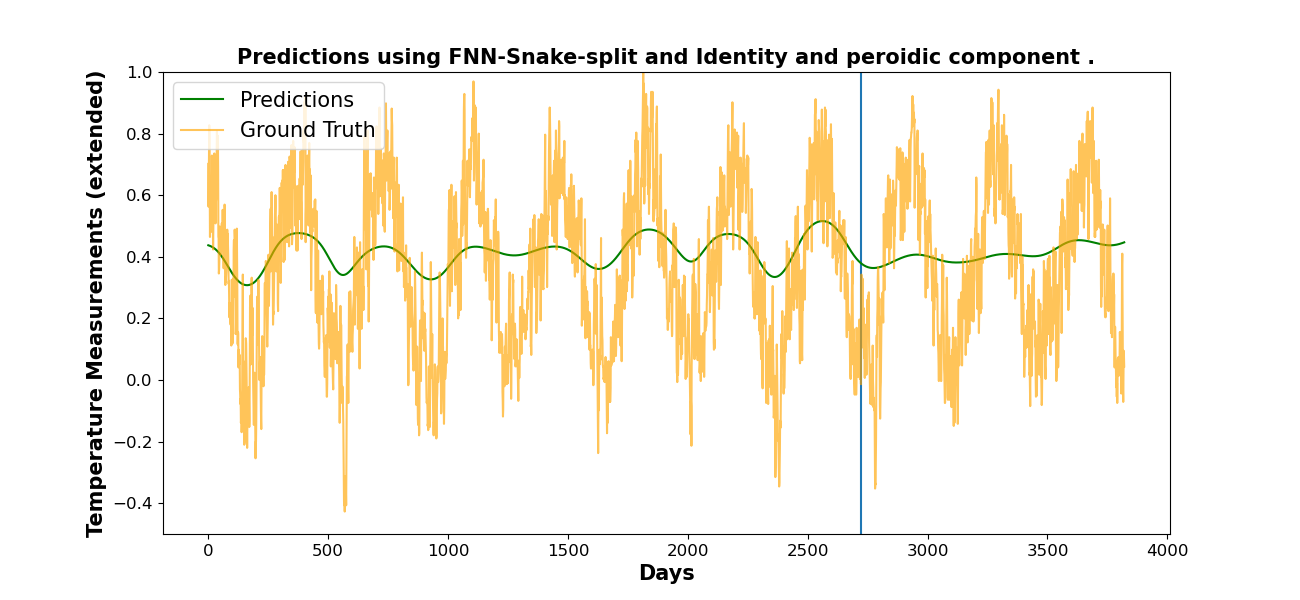 Predictions using FNN-Snake-split and Identity and peroidic component .
Temperature Measurements (extended)
1.0
0.8
0.6
0.4
0.2
0.0
−0.2
−0.4
Predictions
Ground Truth
0 500 1000 1500 2000 2500 3000 3500 4000
Days